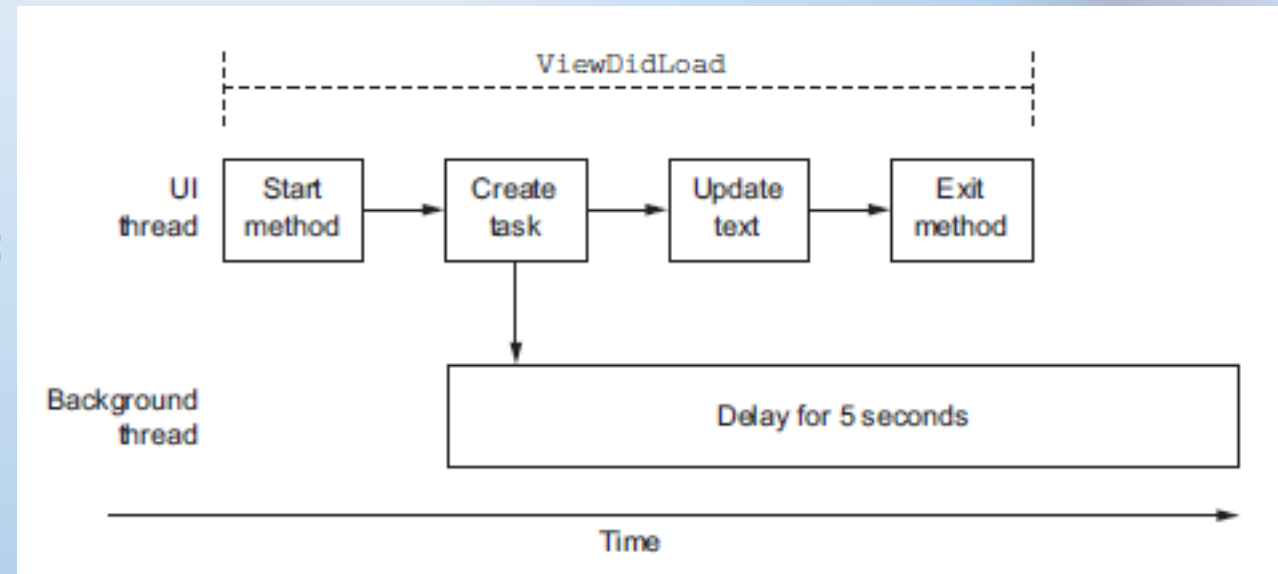 ViewDidLoad
UI
thread
Start
method
Create
task
Update
text
Exit
method
Background
thread
Delay for 5 seconds
Time